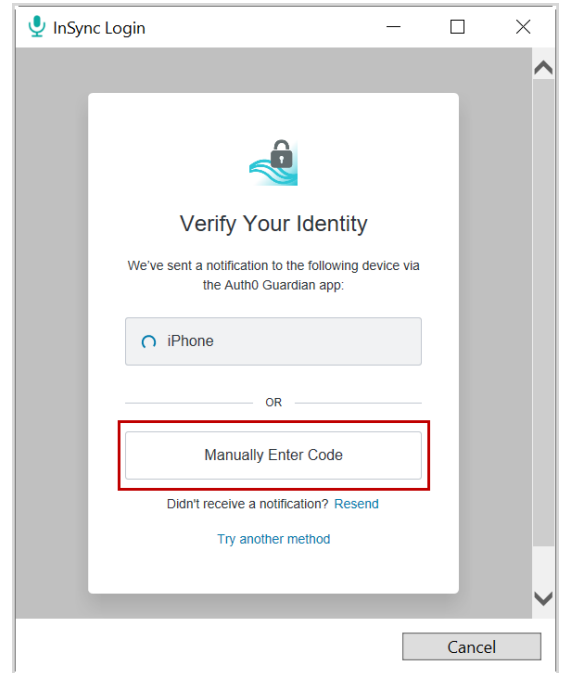 InSync Login
Verify Your Identity
We've sent a notification to the following device via
the Auth0 Guardian app:
iPhone
OR
Manually Enter Code
Didn't receive a notification? Resend
Try another method
Cancel